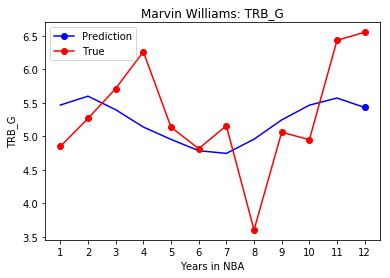 Marvin Williams: TRB_G
Prediction
True
6.5
6.0
5.5
5.0
4.5
4.0
3.5
TRB_G
1 2 3 4 5 6 7 8 9 10 11 12
Years in NBA